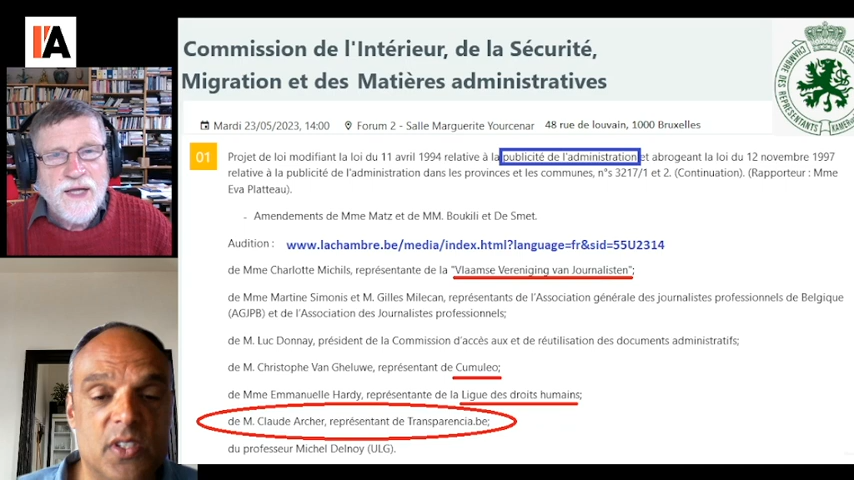 I'A
Commission de l'Intérieur, de la Sécurité,
Migration et des Matières administratives
CHAMBRE DES REPRÉSENTANTS
Mardi 23/05/2023, 14:00 Forum 2 - Salle Marguerite Yourcenar 48 rue de louvain, 1000 Bruxelles
01
Projet de loi modifiant la loi du 11 avril 1994 relative à la publicité de l'administration et abrogeant la loi du 12 novembre 1997
relative à la publicité de l'administration dans les provinces et les communes, n°s 3217/1 et 2. (Continuation). (Rapporteur : Mme
Eva Platteau).
- Amendements de Mme Matz et de MM. Boukili et De Smet.
Audition : www.lachambre.be/media/index.html?language=fr&sid=55U2314
de Mme Charlotte Michils, représentante de la "Vlaamse Vereniging van Journalisten";
de Mme Martine Simonis et M. Gilles Milecan, représentants de l'Association générale des journalistes professionnels de Belgique
(AGJPB) et de l'Association des Journalistes professionnels;
de M. Luc Donnay, président de la Commission d'accès aux et de réutilisation des documents administratifs;
de M. Christophe Van Gheluwe, représentant de Cumuleo;
de Mme Emmanuelle Hardy, représentante de la Ligue des droits humains;
de M. Claude Archer, représentant de Transparencia.be;
du professeur Michel Delnoy (ULG).